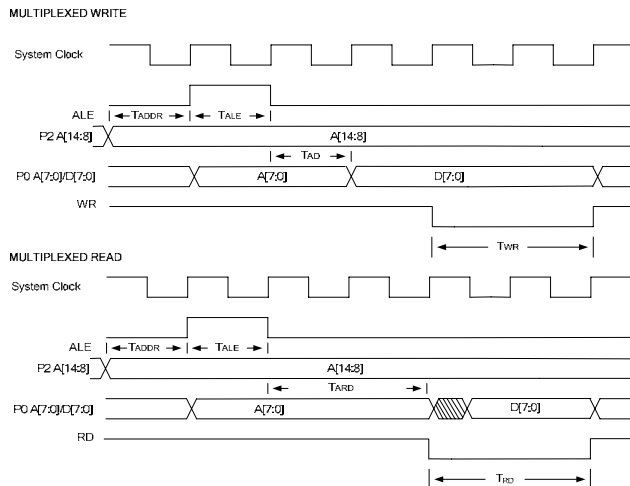 MULTIPLEXED WRITE
System Clock
ALE TADDR TALE
P2 A[14:8] A[14:8]
TAD
P0 A[7:0]/D[7:0] A[7:0] D[7:0]
WR
TWR
MULTIPLEXED READ
System Clock
ALE TADDR TALE
P2 A[14:8] A[14:8]
TARD
P0 A[7:0]/D[7:0] A[7:0] D[7:0]
RD
TRD